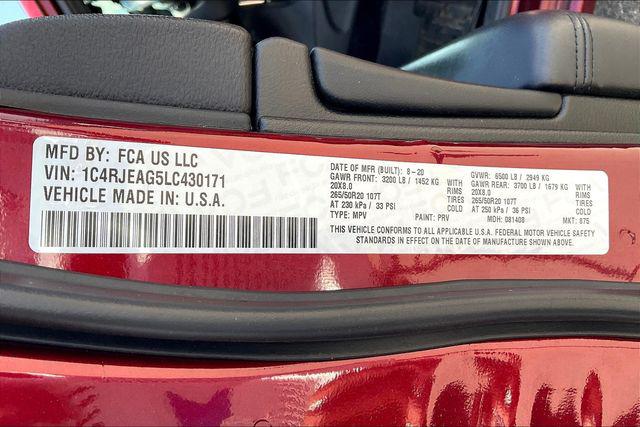 MFD BY: FCA US LLC
VIN: 1C4RJEAG5LC430171
VEHICLE MADE IN: U.S.A.
DATE OF MFR (BUILT): 8-20
GAWR FRONT: 3200 LB / 1452 KG
20X8.0 RIMS
265/50R20 107T TIRES
AT 230 kPa / 33 PSI COLD
TYPE: MPV PAINT: PRV
GVWR: 6500 LB / 2949 KG
GAWR REAR: 3700 LB / 1679 KG
20X8.0 RIMS
265/50R20 107T TIRES
AT 250 kPa / 36 PSI COLD
MDH: 081408 MKT: 875
THIS VEHICLE CONFORMS TO ALL APPLICABLE U.S.A. FEDERAL MOTOR VEHICLE SAFETY
STANDARDS IN EFFECT ON THE DATE OF MANUFACTURE SHOWN ABOVE.